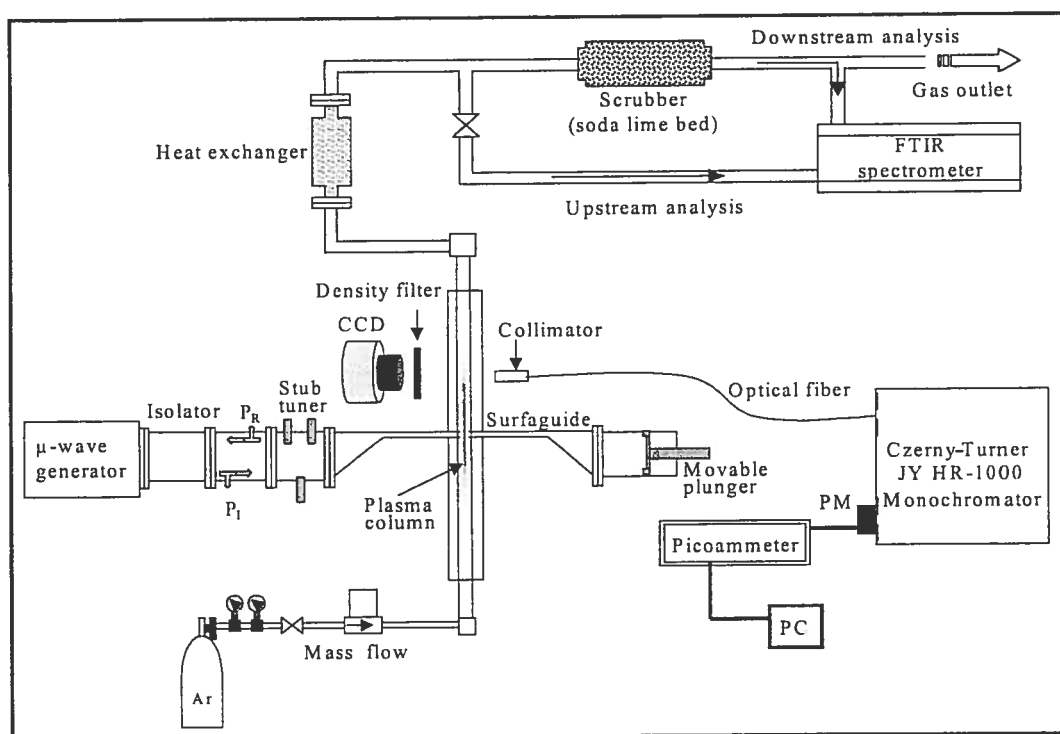 Downstream analysis
Gas outlet
Scrubber
(soda lime bed)
FTIR
spectrometer
Heat exchanger
Upstream analysis
Density filter
CCD
Collimator
Stub
tuner
Optical fiber
Isolator
P_R
Surfaguide
µ-wave
generator
Czerny-Turner
JY HR-1000
Monochromator
Movable
plunger
P_I
Plasma
column
PM
Picoammeter
PC
Mass flow
Ar